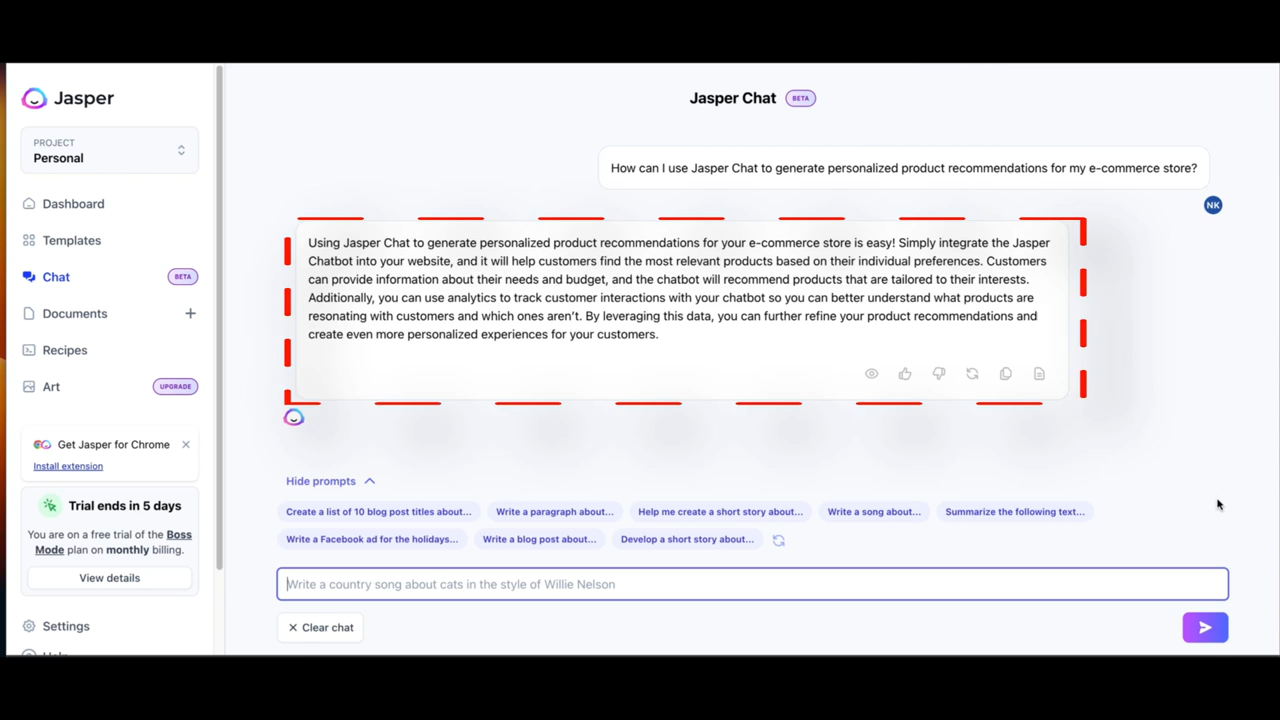 Jasper
PROJECT
Personal
Dashboard
Templates
Chat
BETA
Documents
Recipes
Art
UPGRADE
Get Jasper for Chrome
Install extension
Trial ends in 5 days
You are on a free trial of the Boss
Mode plan on monthly billing.
View details
Settings
Jasper Chat
BETA
How can I use Jasper Chat to generate personalized product recommendations for my e-commerce store?
NK
Using Jasper Chat to generate personalized product recommendations for your e-commerce store is easy! Simply integrate the Jasper
Chatbot into your website, and it will help customers find the most relevant products based on their individual preferences. Customers
can provide information about their needs and budget, and the chatbot will recommend products that are tailored to their interests.
Additionally, you can use analytics to track customer interactions with your chatbot so you can better understand what products are
resonating with customers and which ones aren't. By leveraging this data, you can further refine your product recommendations and
create even more personalized experiences for your customers.
Hide prompts
Create a list of 10 blog post titles about...
Write a paragraph about...
Help me create a short story about...
Write a song about...
Summarize the following text...
Write a Facebook ad for the holidays...
Write a blog post about...
Develop a short story about...
Write a country song about cats in the style of Willie Nelson
Clear chat